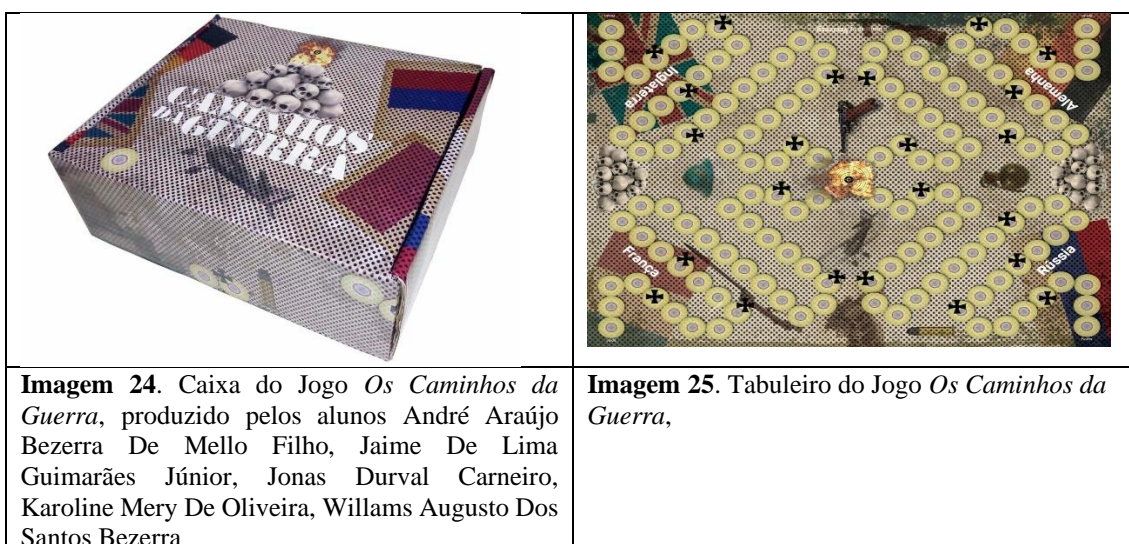 CAMINHOS
DA GUERRA
Inglaterra
Alemanha
França
Rússia
Imagem 24. Caixa do Jogo Os Caminhos da
Guerra, produzido pelos alunos André Araújo
Bezerra De Mello Filho, Jaime De Lima
Guimarães Júnior, Jonas Durval Carneiro,
Karoline Mery De Oliveira, Willams Augusto Dos
Santos Bezerra
Imagem 25. Tabuleiro do Jogo Os Caminhos da
Guerra,